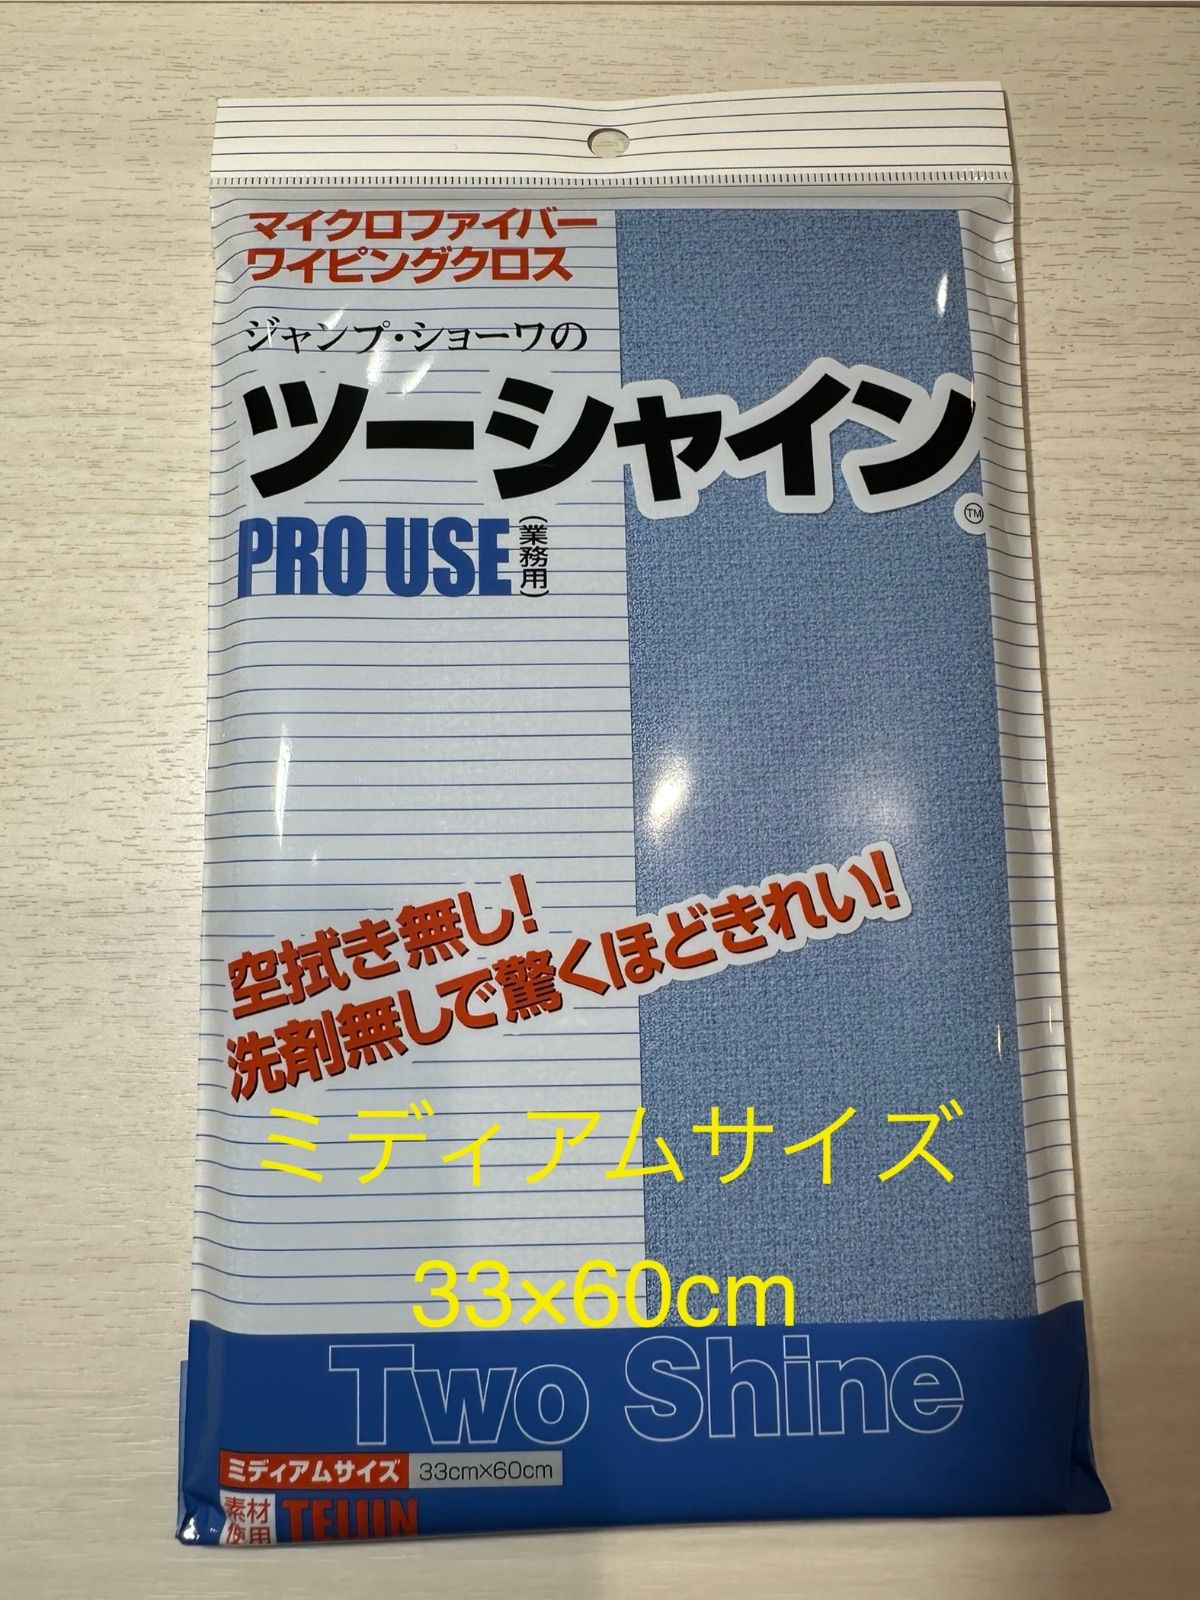 マイクロファイバー
ワイピングクロス
ジャンプ・ショーワの
ツーシャイン
TM
PRO USE(業務用)
空拭き無し!
洗剤無しで驚くほどきれい!
ミディアムサイズ
33×60cm
Two Shine
ミディアムサイズ 33cm×60cm
素材使用 TEIJIN